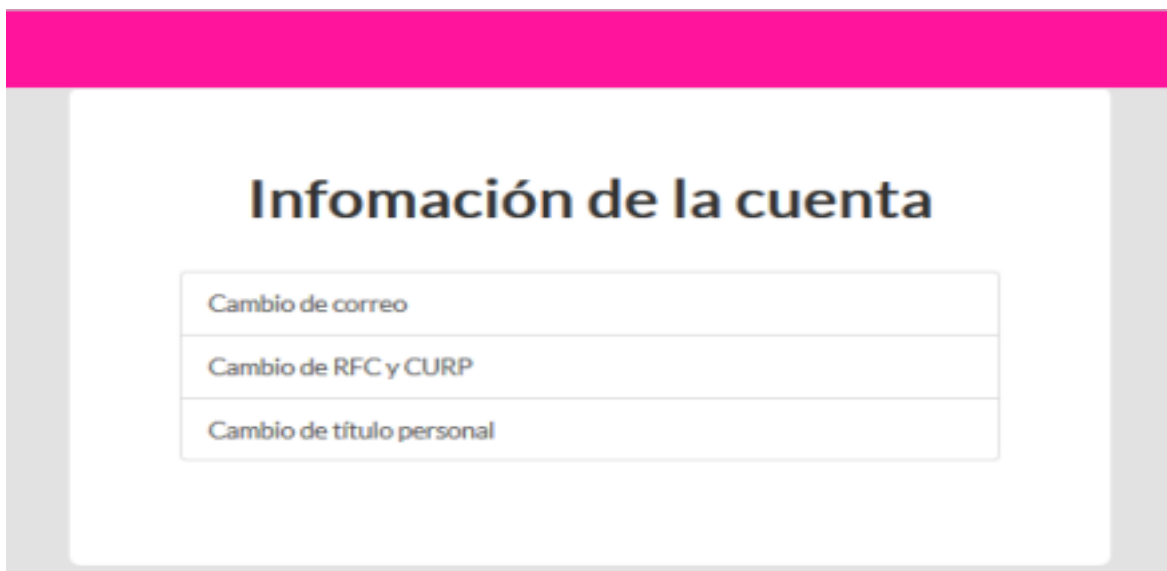 Infomación de la cuenta
Cambio de correo
Cambio de RFC y CURP
Cambio de título personal